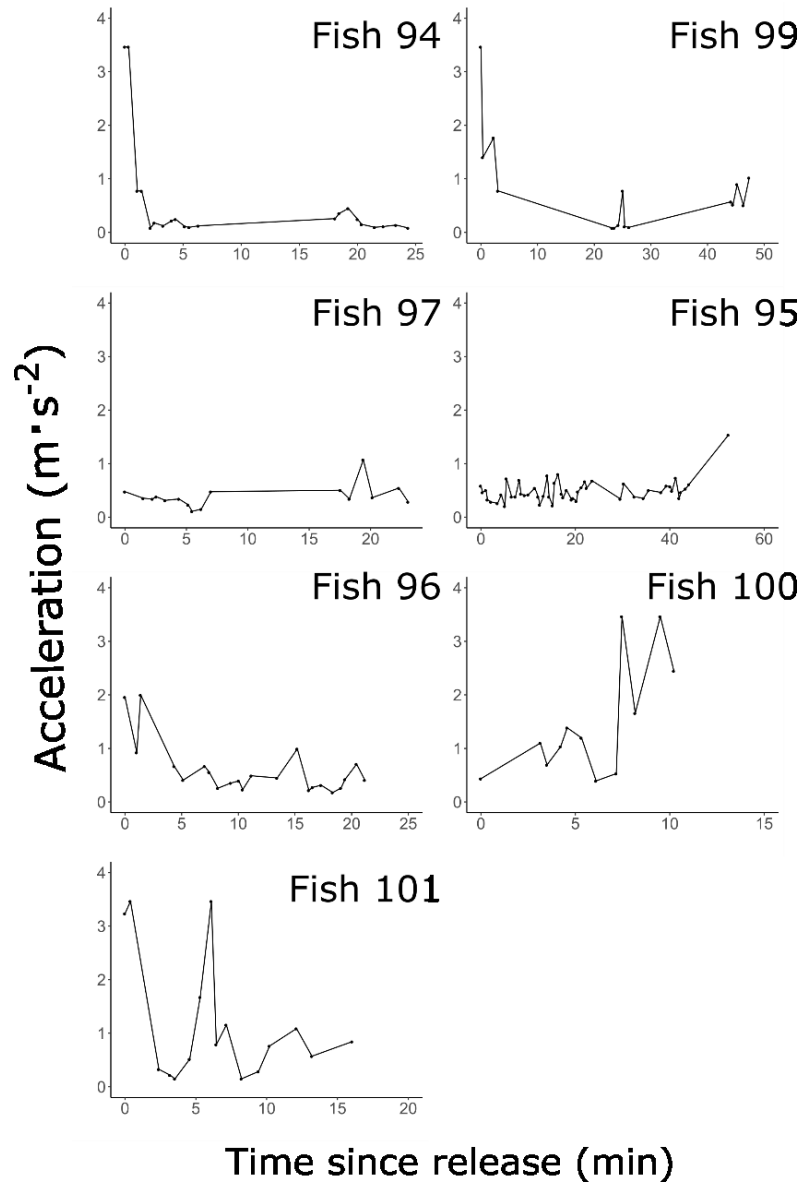 Fish 94
4
3
2
1
0
0 5 10 15 20 25
Fish 99
4
3
2
1
0
0 10 20 30 40 50
Fish 97
4
3
2
1
0
0 5 10 15 20
Fish 95
4
3
2
1
0
0 20 40 60
Fish 96
4
3
2
1
0
0 5 10 15 20 25
Fish 100
4
3
2
1
0
0 5 10 15
Fish 101
4
3
2
1
0
0 5 10 15 20
Acceleration (m·s⁻²)
Time since release (min)